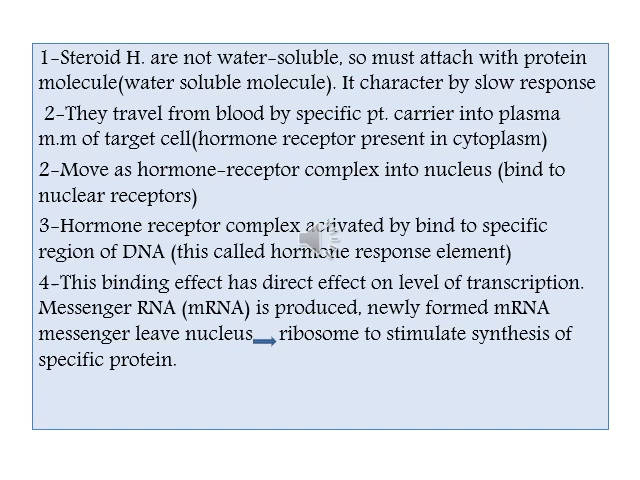 1-Steroid H. are not water-soluble, so must attach with protein
molecule(water soluble molecule). It character by slow response
2-They travel from blood by specific pt. carrier into plasma
m.m of target cell(hormone receptor present in cytoplasm)
2-Move as hormone-receptor complex into nucleus (bind to
nuclear receptors)
3-Hormone receptor complex activated by bind to specific
region of DNA (this called hormone response element)
4-This binding effect has direct effect on level of transcription.
Messenger RNA (mRNA) is produced, newly formed mRNA
messenger leave nucleus ribosome to stimulate synthesis of
specific protein.